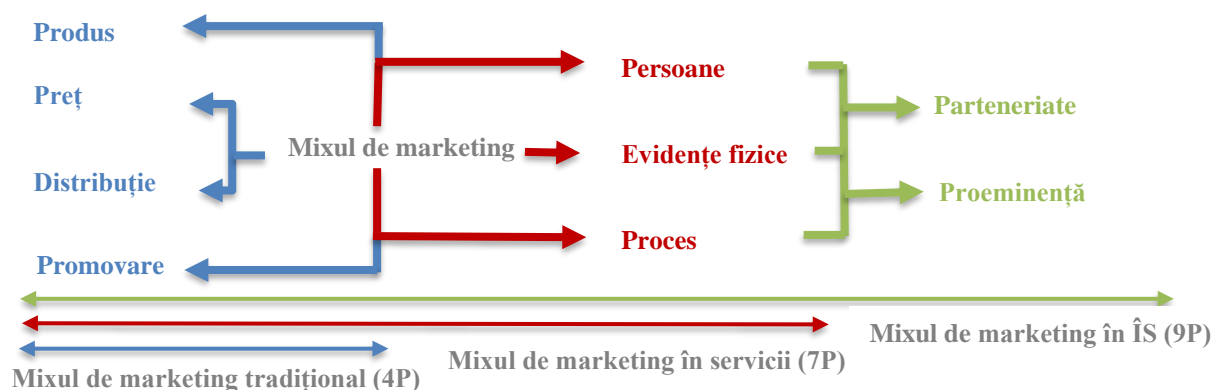 Produs
Preț
Distribuție
Promovare
Mixul de marketing
Persoane
Evidențe fizice
Proces
Parteneriate
Proeminență
Mixul de marketing în ÎS (9P)
Mixul de marketing în servicii (7P)
Mixul de marketing tradițional (4P)